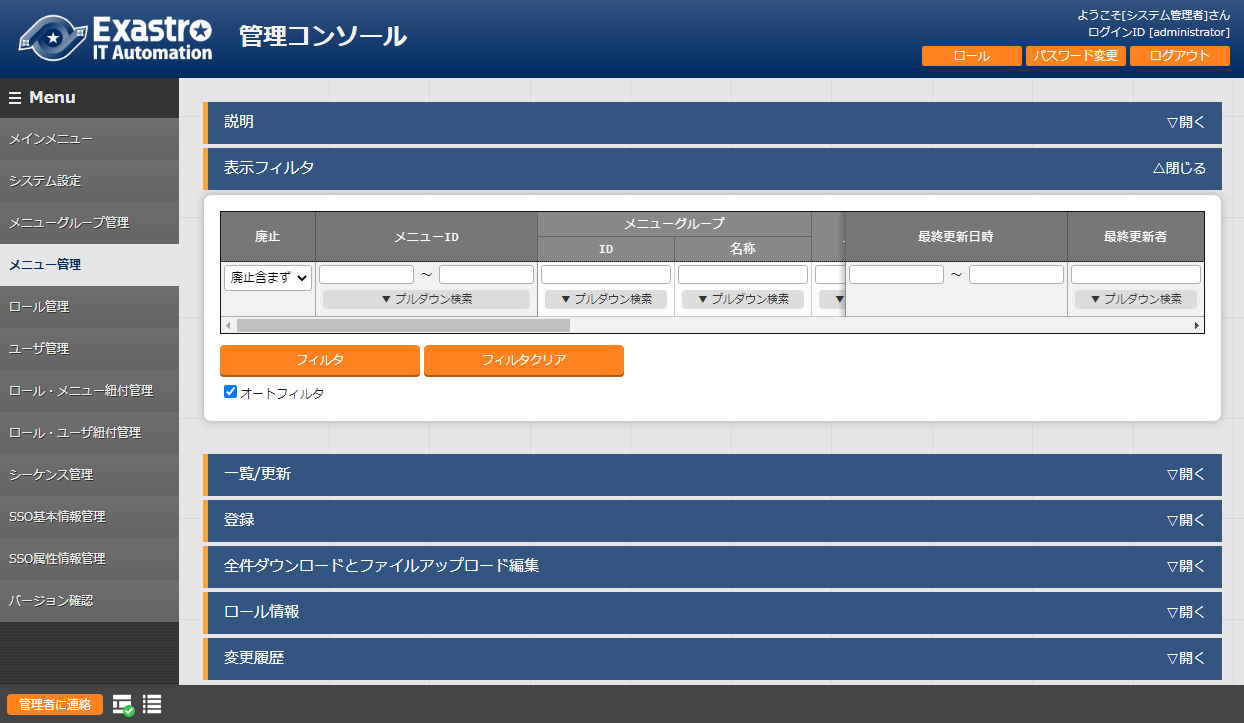 Exastro
IT Automation
管理コンソール
ようこそ[システム管理者]さん
ログインID [administrator]
ロール
パスワード変更
ログアウト
Menu
メインメニュー
システム設定
メニューグループ管理
メニュー管理
ロール管理
ユーザ管理
ロール・メニュー紐付管理
ロール・ユーザ紐付管理
シーケンス管理
SSO基本情報管理
SSO属性情報管理
バージョン確認
説明 ▽開く
表示フィルタ △閉じる
廃止 メニューID メニューグループ 最終更新日時 最終更新者
ID 名称
廃止含まず ～ ～
▼ プルダウン検索 ▼ プルダウン検索 ▼ プルダウン検索 ▼ ▼ プルダウン検索
フィルタ フィルタクリア
オートフィルタ
一覧/更新 ▽開く
登録 ▽開く
全件ダウンロードとファイルアップロード編集 ▽開く
ロール情報 ▽開く
変更履歴 ▽開く
管理者に連絡